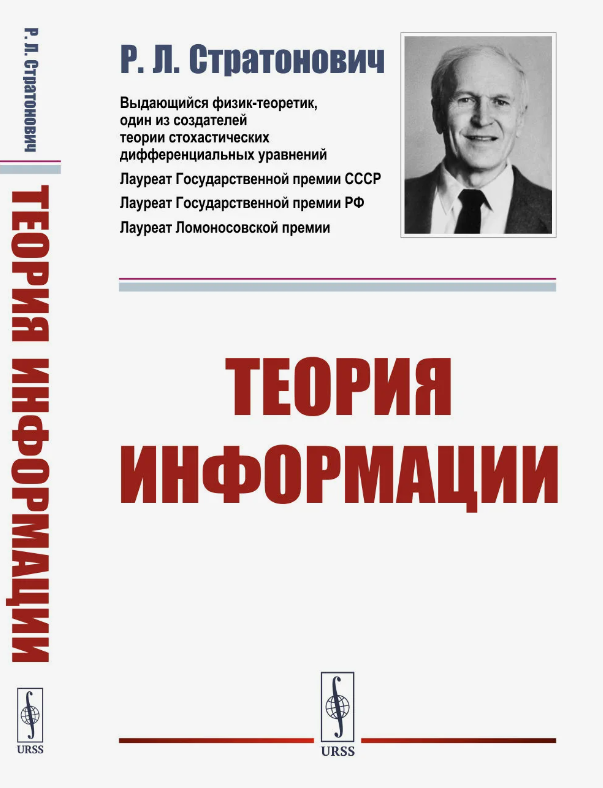 Р. Л. Стратонович
ТЕОРИЯ ИНФОРМАЦИИ
URSS
Р. Л. Стратонович
Выдающийся физик-теоретик,
один из создателей
теории стохастических
дифференциальных уравнений
Лауреат Государственной премии СССР
Лауреат Государственной премии РФ
Лауреат Ломоносовской премии
ТЕОРИЯ
ИНФОРМАЦИИ
URSS